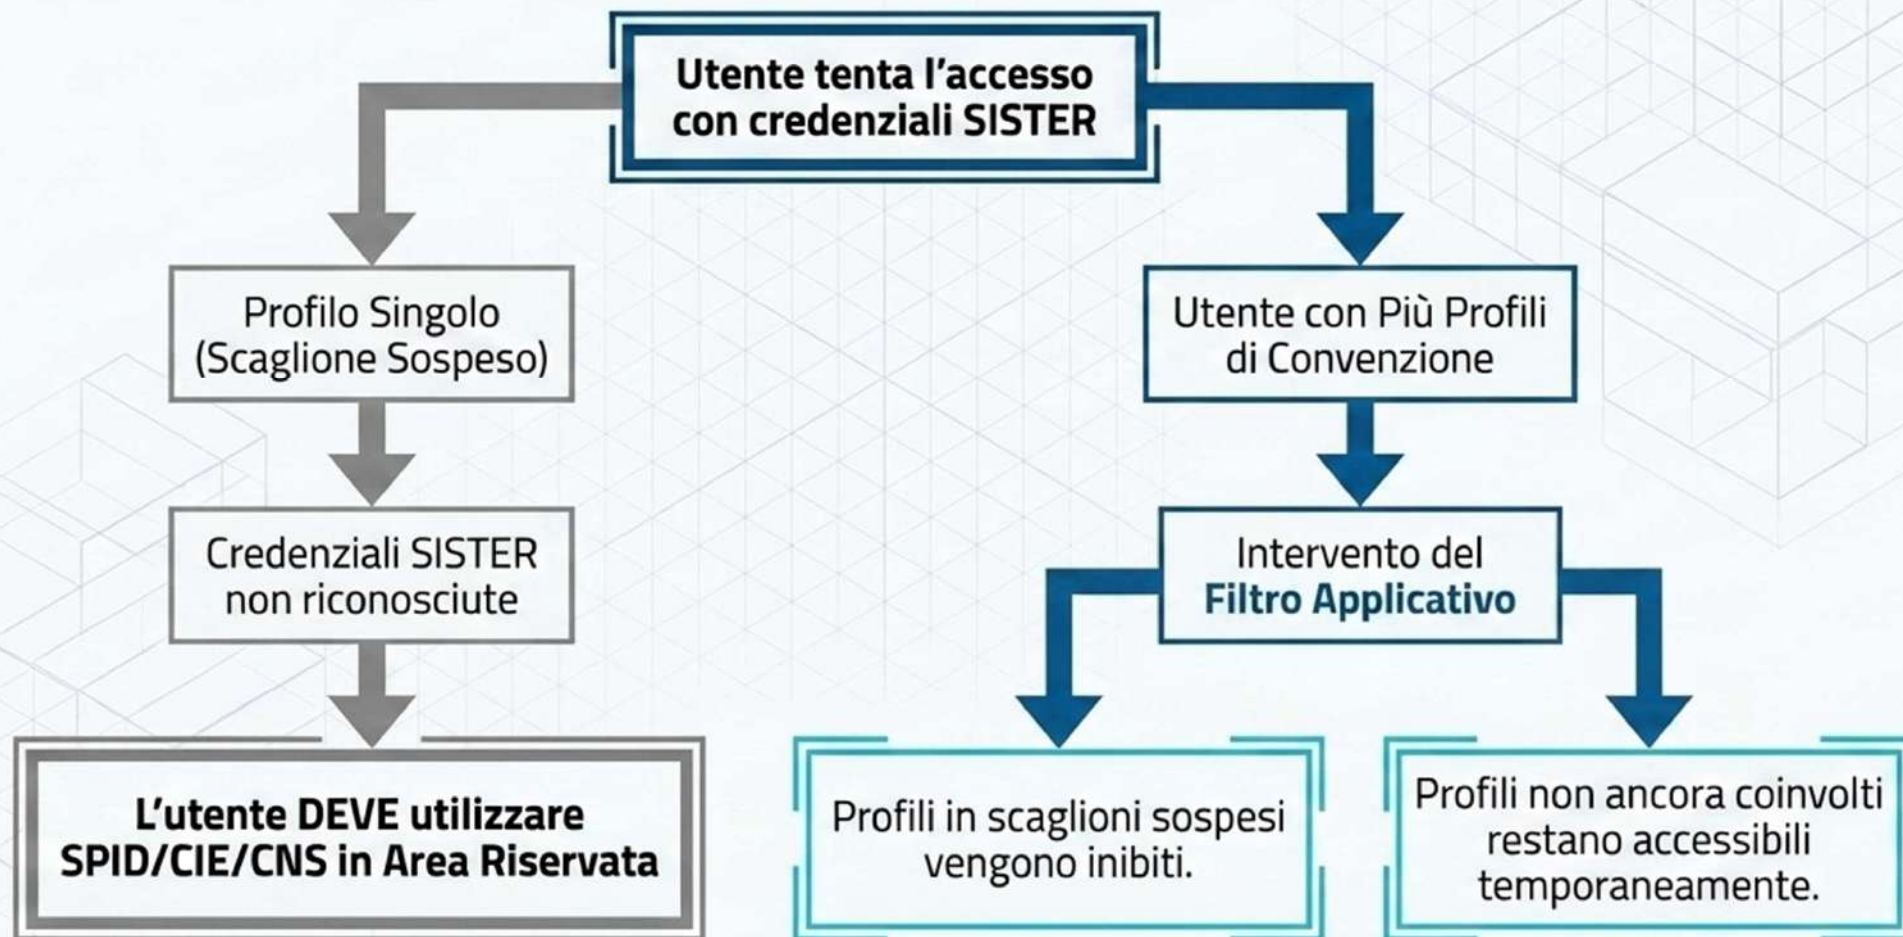 Utente tenta l'accesso
con credenziali SISTER
Profilo Singolo
(Scaglione Sospeso)
Utente con Più Profili
di Convenzione
Credenziali SISTER
non riconosciute
Intervento del
Filtro Applicativo
L'utente DEVE utilizzare
SPID/CIE/CNS in Area Riservata
Profili in scaglioni sospesi
vengono inibiti.
Profili non ancora coinvolti
restano accessibili
temporaneamente.